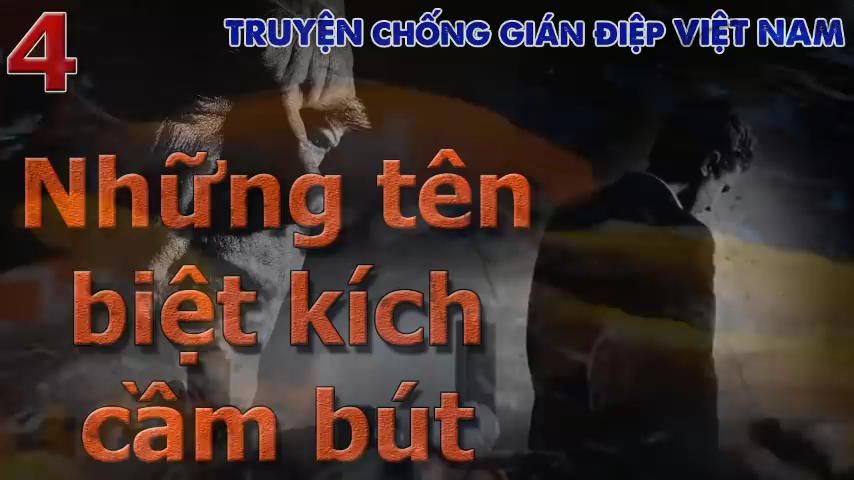 4
TRUYỆN CHỐNG GIÁN ĐIỆP VIỆT NAM
Những tên
biệt kích
cầm bút